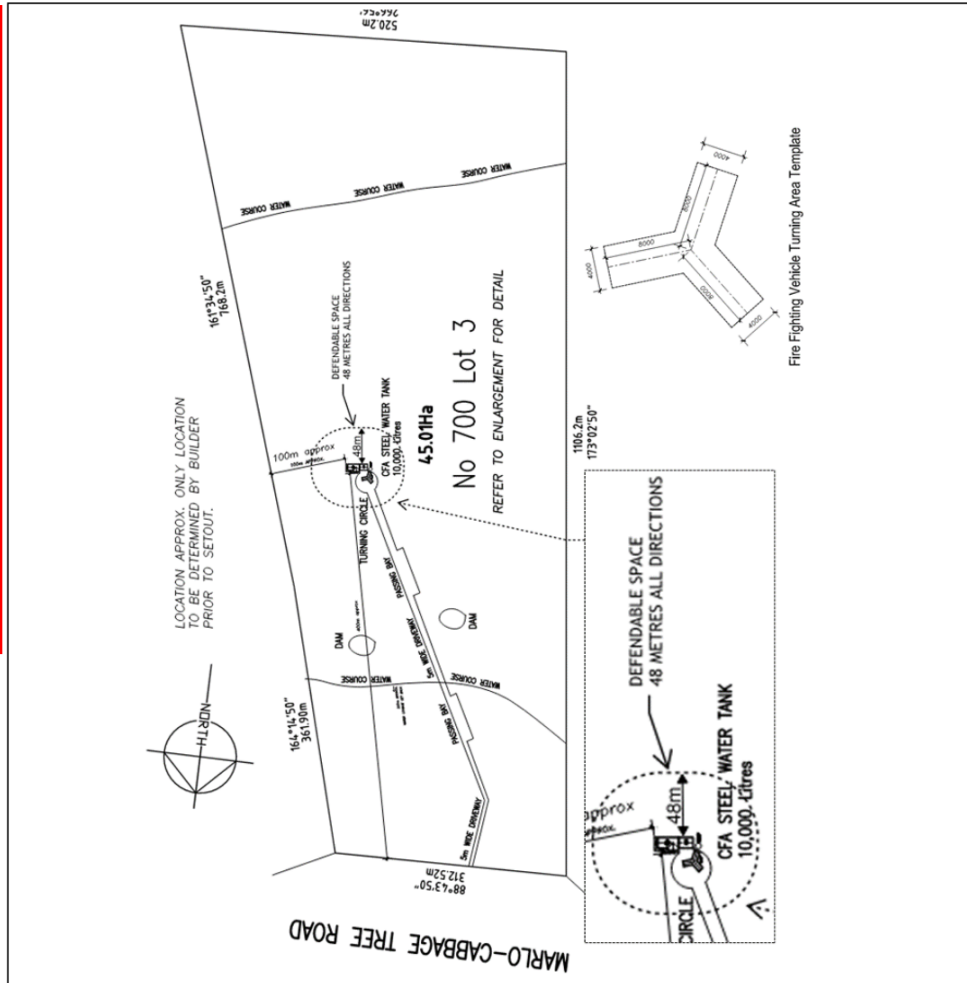 520.2m
WATER COURSE
WATER COURSE
WATER COURSE
161°34'50"
768.2m
DEFENDABLE SPACE
48 METRES ALL DIRECTIONS
LOCATION APPROX. ONLY LOCATION
TO BE DETERMINED BY BUILDER
PRIOR TO SETOUT.
100m approx
48m
CFA STEEL WATER TANK
10,000. Litres
45.01Ha
No 700 Lot 3
REFER TO ENLARGEMENT FOR DETAIL
1106.2m
173°02'50"
TURNING CIRCLE
PASSING BAY
5m WIDE DRIVEWAY
DAM
DAM
WATER COURSE
WATER COURSE
PASSING BAY
5m WIDE DRIVEWAY
NORTH
164°14'50"
361.90m
88°43'50"
312.52m
MARLO-CABBAGE TREE ROAD
4000
8000
8000
4000
8000
4000
Fire Fighting Vehicle Turning Area Template
DEFENDABLE SPACE
48 METRES ALL DIRECTIONS
approx
48m
CFA STEEL WATER TANK
10,000. Litres
CIRCLE